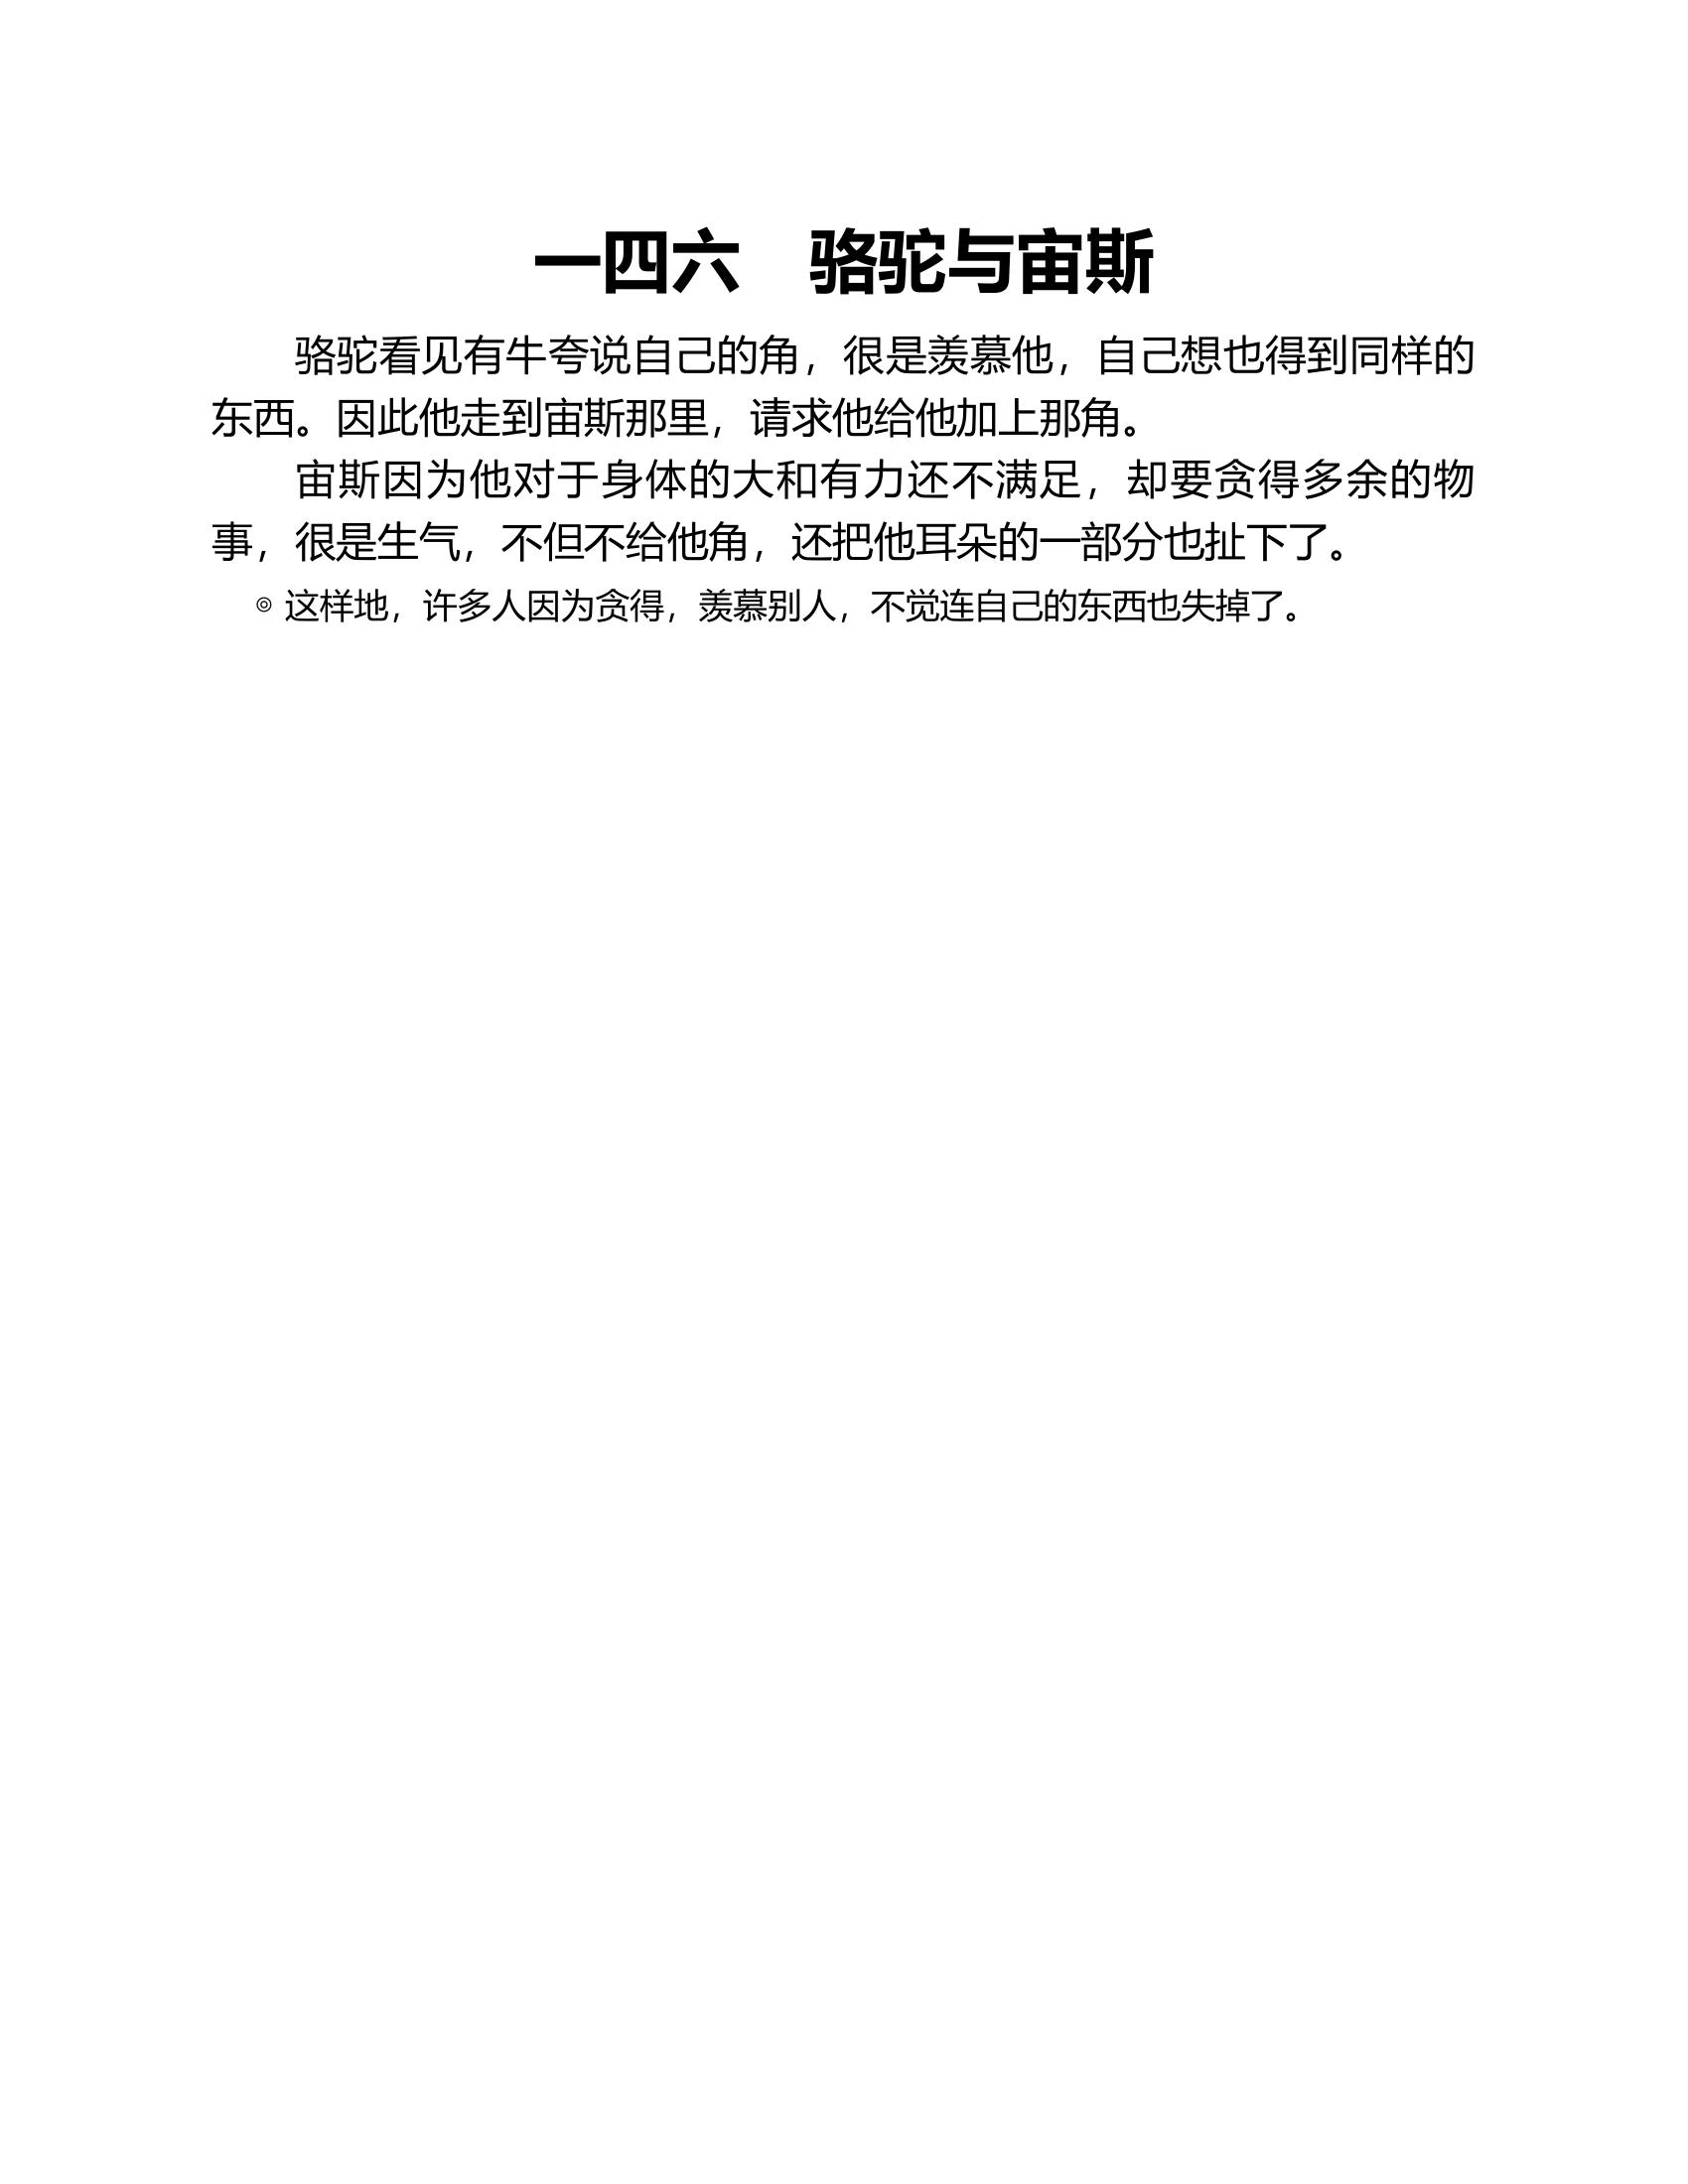 一四六　骆驼与宙斯
骆驼看见有牛夸说自己的角，很是羡慕他，自己想也得到同样的
东西。因此他走到宙斯那里，请求他给他加上那角。
宙斯因为他对于身体的大和有力还不满足，却要贪得多余的物
事，很是生气，不但不给他角，还把他耳朵的一部分也扯下了。
◎ 这样地，许多人因为贪得，羡慕别人，不觉连自己的东西也失掉了。